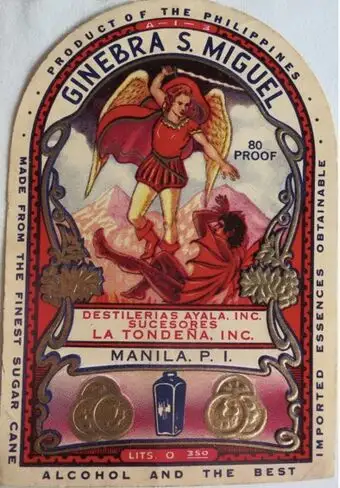 PRODUCT OF THE PHILIPPINES
A-1-3
GINEBRA S. MIGUEL
80
PROOF
MADE FROM THE FINEST SUGAR CANE
ALCOHOL AND THE BEST
IMPORTED ESSENCES OBTAINABLE
DESTILERIAS AYALA. INC.
SUCESORES
LA TONDEÑA, INC.
MANILA. P. I.
LITS. 0 350